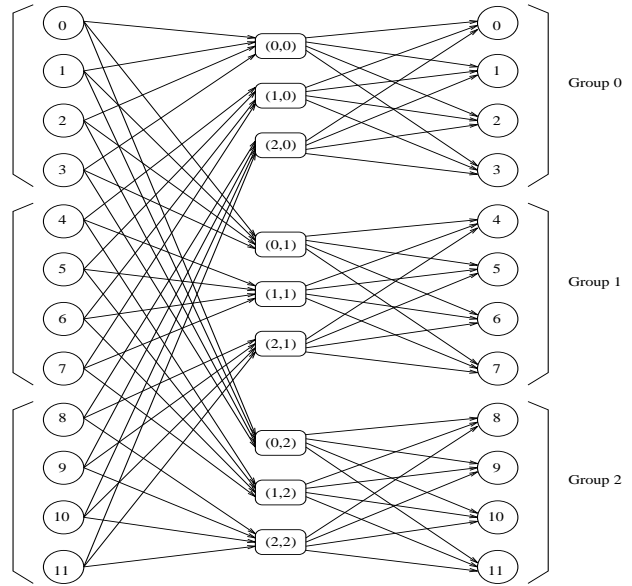 0 (0,0) 0
1 (1,0) 1 Group 0
2 (2,0) 2
3 3
4 (0,1) 4
5 (1,1) 5 Group 1
6 (2,1) 6
7 7
8 (0,2) 8
9 (1,2) 9 Group 2
10 (2,2) 10
11 11